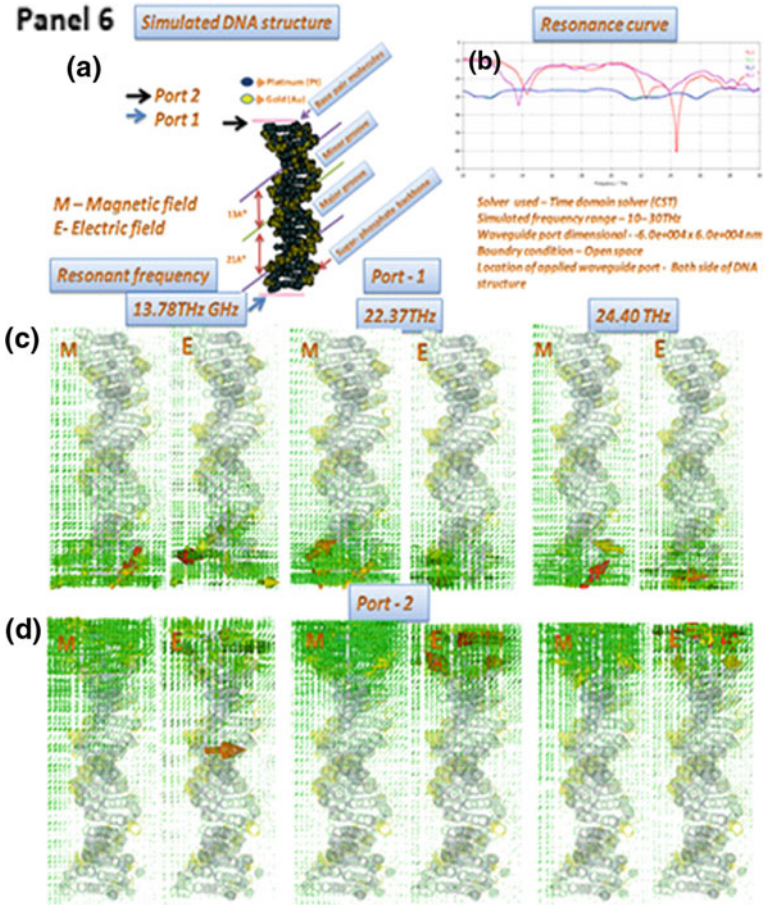 Panel 6
Simulated DNA structure
Resonance curve
(a)
(b)
Platinum (Pt)
Gold (Au)
Base pair molecules
Port 2
Port 1
Minor groove
Major groove
Sugar-phosphate backbone
M – Magnetic field
E- Electric field
13A°
21A°
Frequency / THz
Solver used – Time domain solver (CST)
Simulated frequency range – 10– 30THz
Waveguide port dimensional - -6.0e+004 x 6.0e+004 nm
Boundry condition – Open space
Location of applied waveguide port - Both side of DNA
structure
Resonant frequency
Port - 1
13.78THz GHz
22.37THz
24.40 THz
(c)
M
E
M
E
M
E
Port - 2
(d)
M
E
M
E
M
E